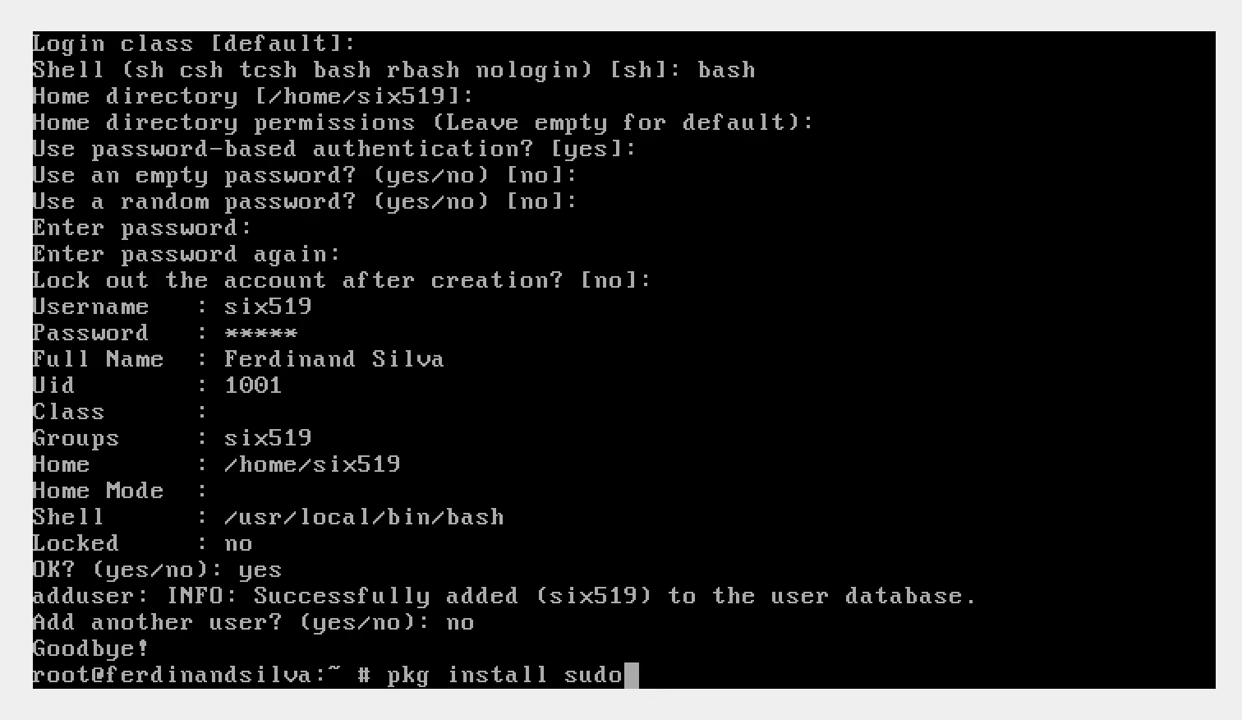 Login class [default]:
Shell (sh csh tcsh bash rbash nologin) [sh]: bash
Home directory [/home/six519]:
Home directory permissions (Leave empty for default):
Use password-based authentication? [yes]:
Use an empty password? (yes/no) [no]:
Use a random password? (yes/no) [no]:
Enter password:
Enter password again:
Lock out the account after creation? [no]:
Username   : six519
Password   : *****
Full Name  : Ferdinand Silva
Uid        : 1001
Class      :
Groups     : six519
Home       : /home/six519
Home Mode  :
Shell      : /usr/local/bin/bash
Locked     : no
OK? (yes/no): yes
adduser: INFO: Successfully added (six519) to the user database.
Add another user? (yes/no): no
Goodbye!
root@ferdinandsilva:~ # pkg install sudo